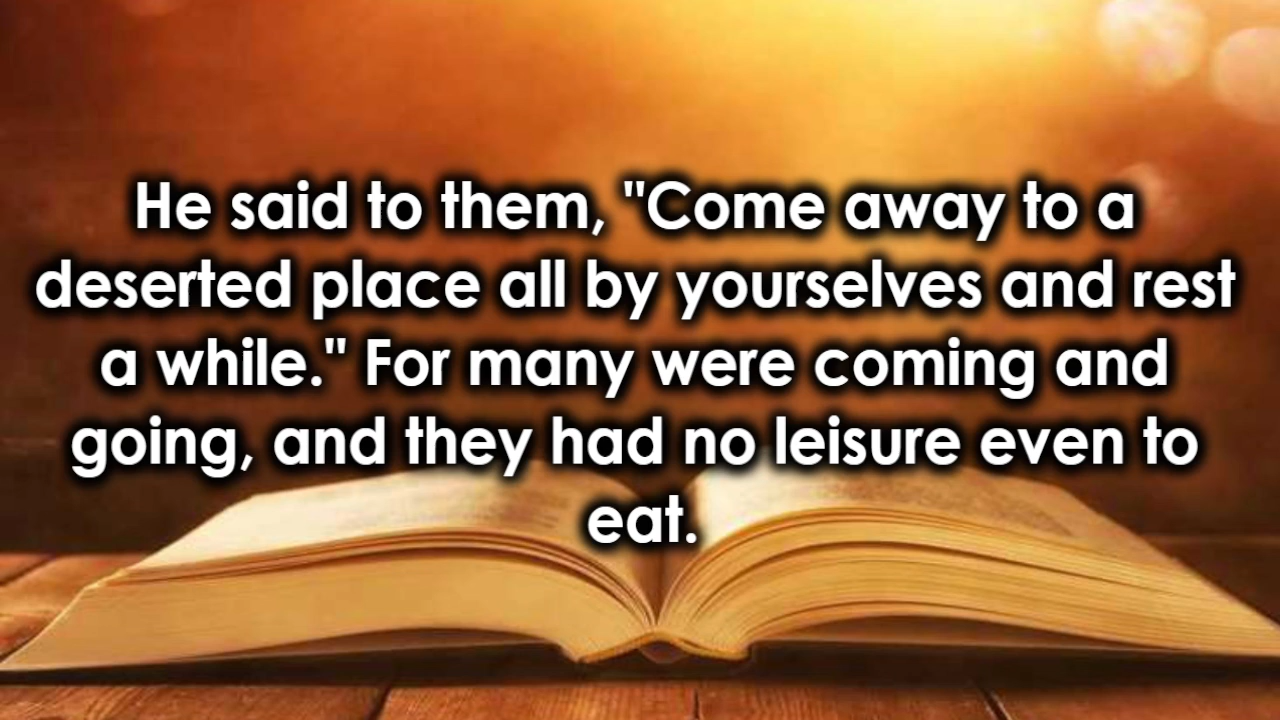 He said to them, "Come away to a
deserted place all by yourselves and rest
a while." For many were coming and
going, and they had no leisure even to
eat.